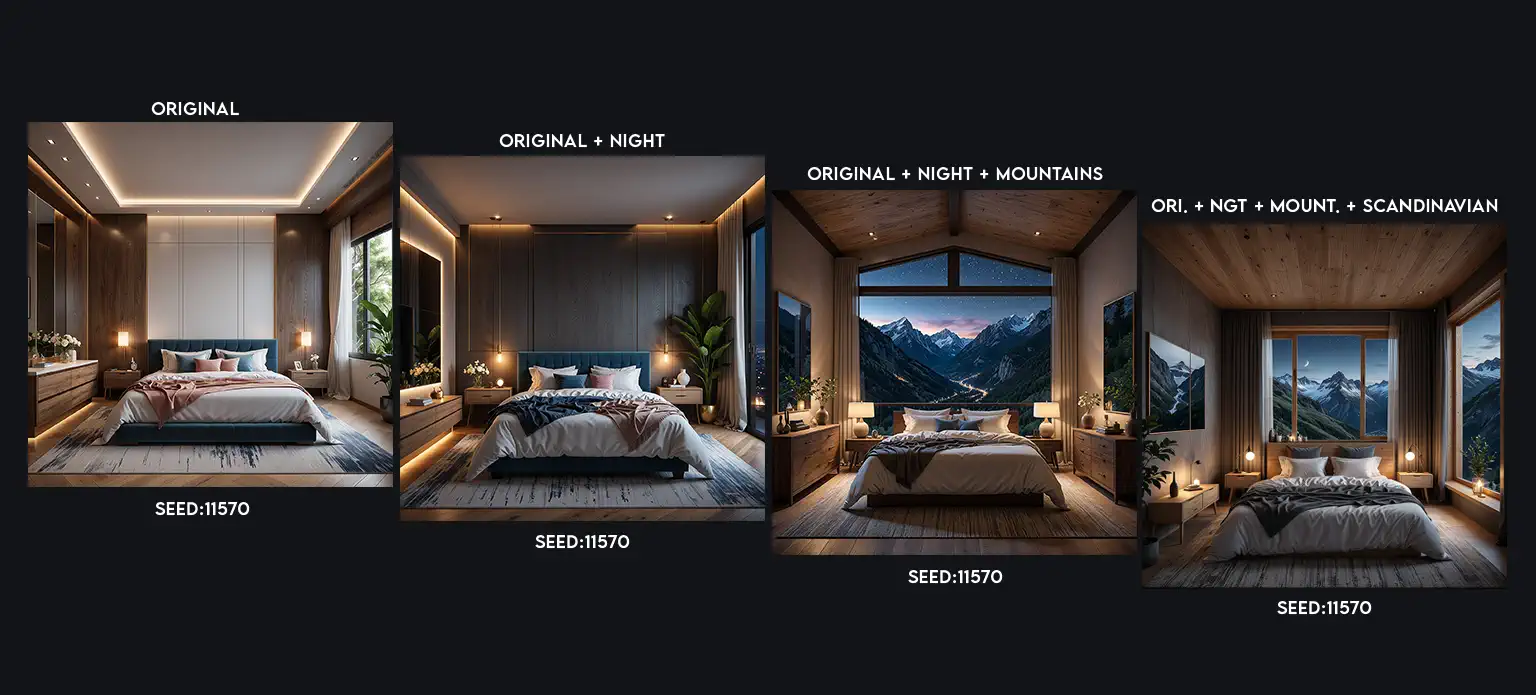 ORIGINAL
SEED:11570
ORIGINAL + NIGHT
SEED:11570
ORIGINAL + NIGHT + MOUNTAINS
SEED:11570
ORI. + NGT + MOUNT. + SCANDINAVIAN
SEED:11570